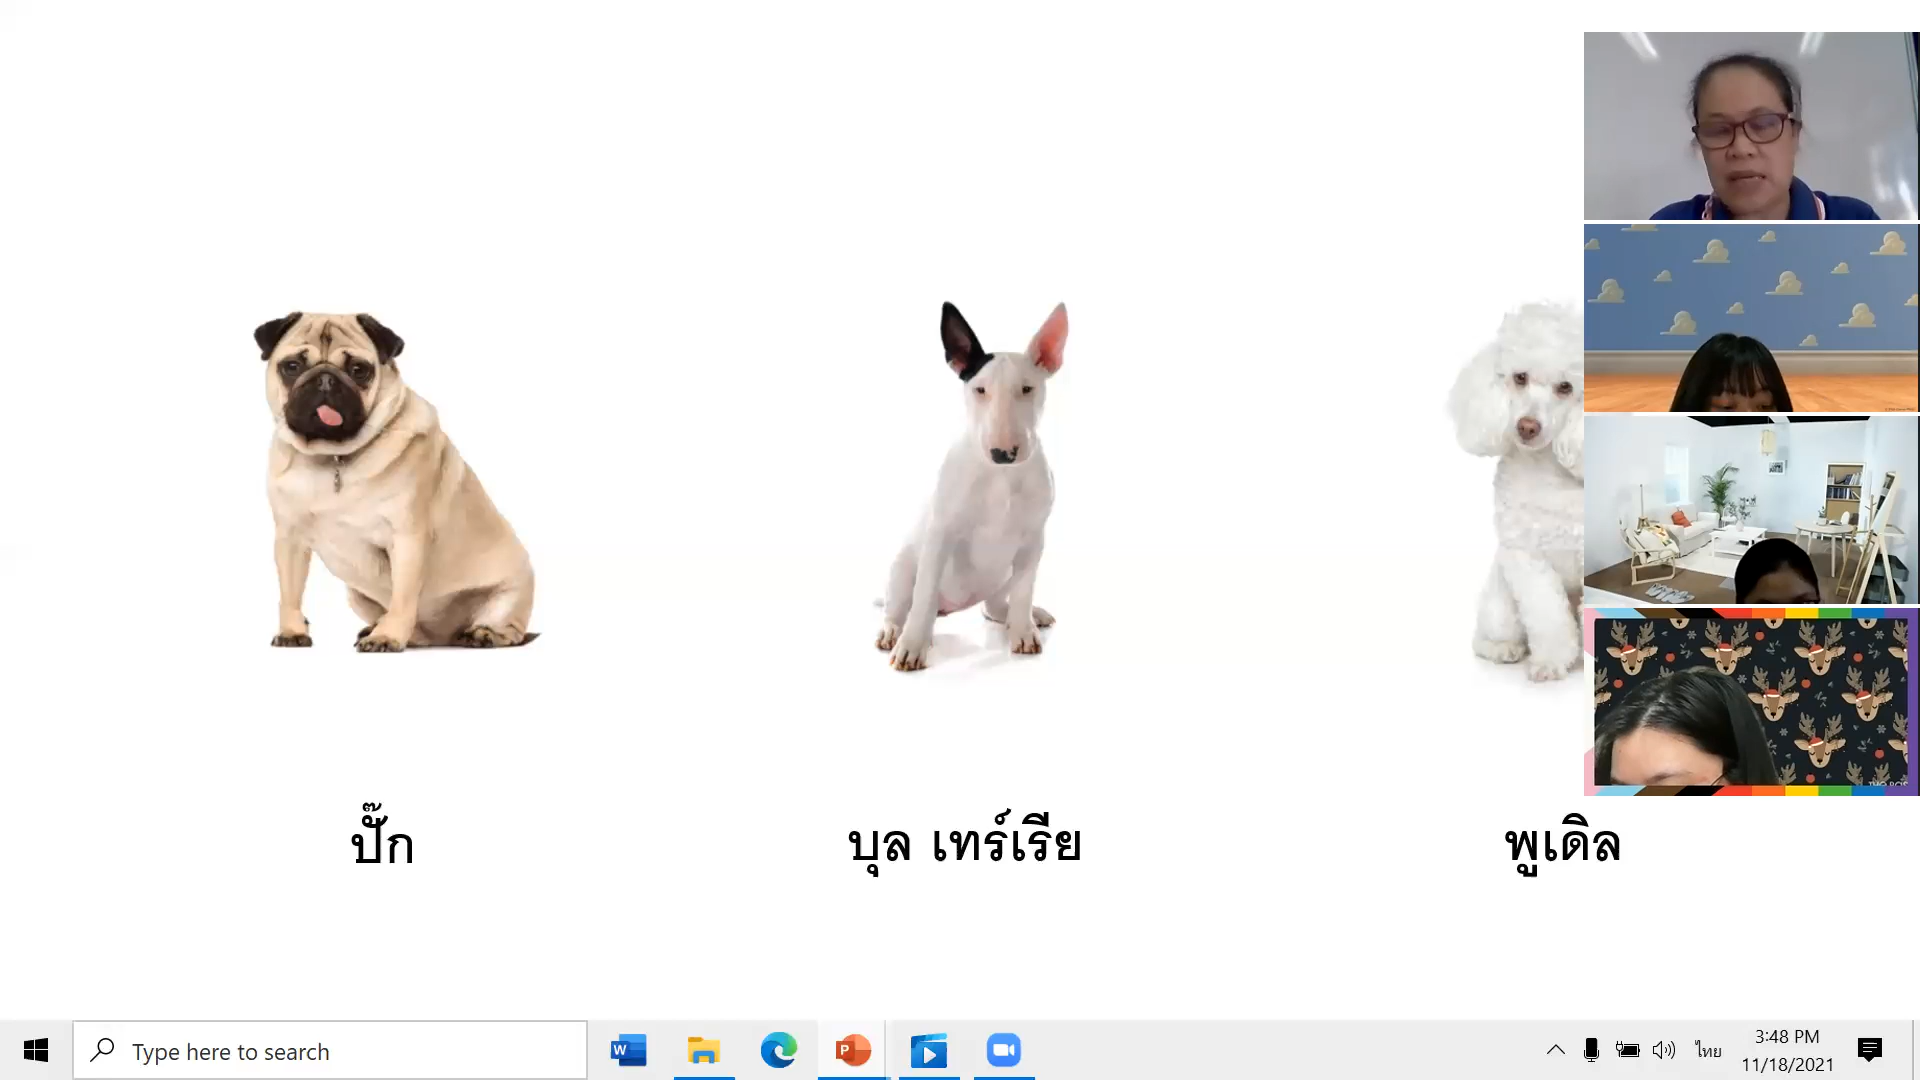 ปั๊ก
บุล เทร์เรีย
พูเดิล
Type here to search
W
P
ไทย
3:48 PM
11/18/2021